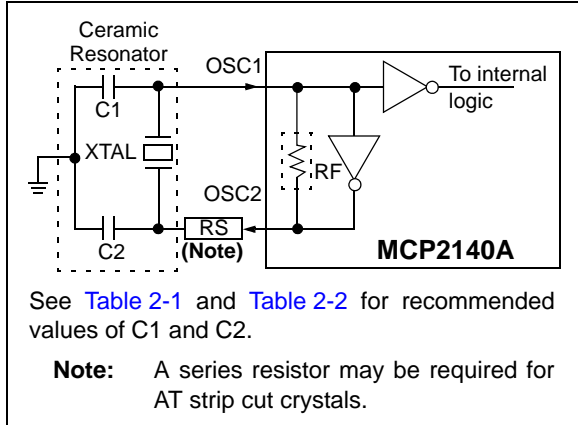 Ceramic
Resonator
OSC1
To internal
logic
C1
XTAL
RF
OSC2
RS
C2
(Note)
MCP2140A
See Table 2-1 and Table 2-2 for recommended
values of C1 and C2.
Note: A series resistor may be required for
AT strip cut crystals.